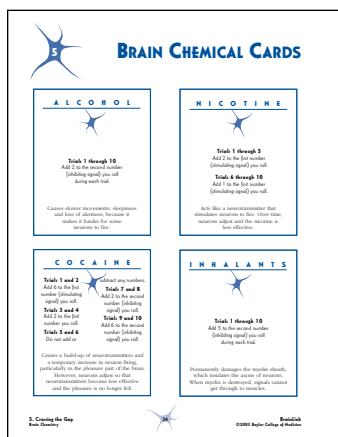 5
BRAIN CHEMICAL CARDS
ALCOHOL
Trials 1 through 10
Add 2 to the second number
(inhibiting signal) you roll
during each trial.
Causes slower movements, sleepiness
and loss of alertness, because it
makes it harder for some
neurons to fire.
NICOTINE
Trials 1 through 5
Add 2 to the first number
(stimulating signal) you roll.
Trials 6 through 10
Add 1 to the first number
(stimulating signal) you roll.
Acts like a neurotransmitter that
stimulates neurons to fire. Over time,
neurons adjust and the nicotine is
less effective.
COCAINE
Trials 1 and 2
Add 6 to the first
number (stimulating
signal) you roll.
Trials 3 and 4
Add 2 to the first
number you roll.
Trials 5 and 6
Do not add or
subtract any numbers.
Trials 7 and 8
Add 2 to the second
number (inhibiting
signal) you roll.
Trials 9 and 10
Add 6 to the second
number (inhibiting
signal) you roll.
Causes a build-up of neurotransmitters and
a temporary increase in neuron firing,
particularly in the pleasure part of the brain.
However, neurons adjust so that
neurotransmitters become less effective
and the pleasure is no longer felt.
INHALANTS
Trials 1 through 10
Add 5 to the second number
(inhibiting signal) you roll
during each trial.
Permanently damages the myelin sheath,
which insulates the axons of neurons.
When myelin is destroyed, signals cannot
get through to muscles.
5. Crossing the Gap
24
BrainLink
©2003 Baylor College of Medicine